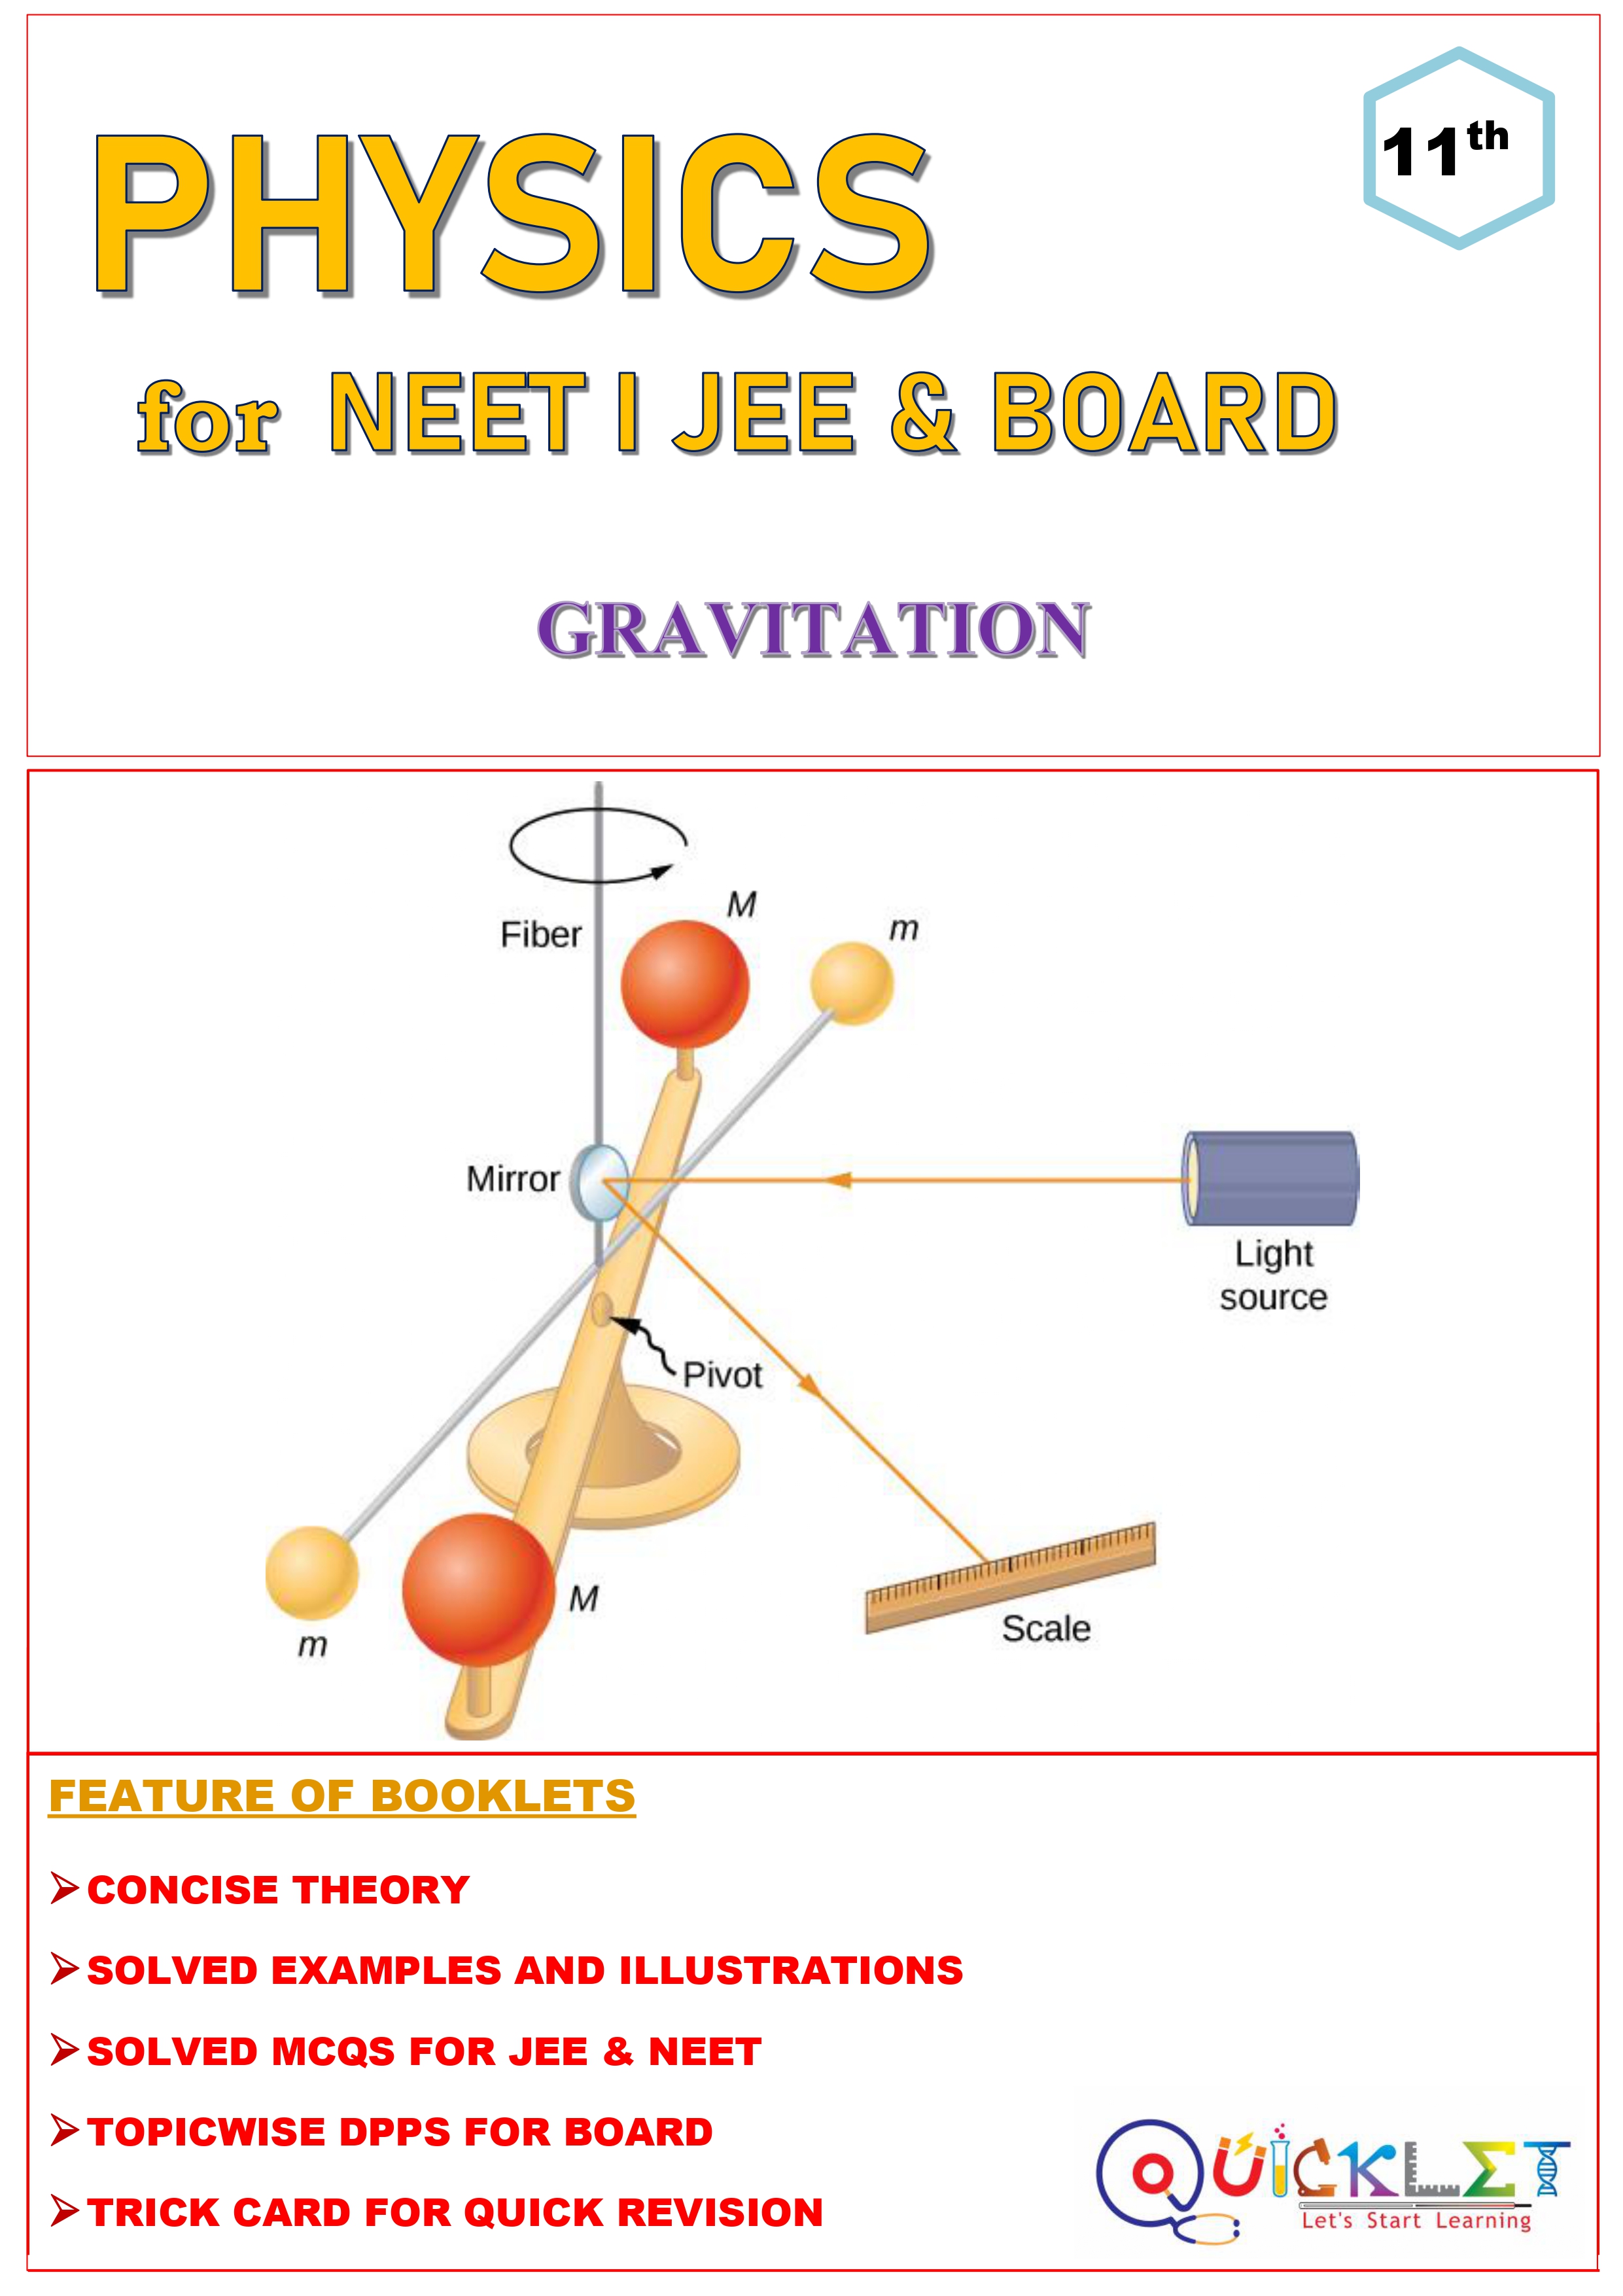 11th
PHYSICS
for NEET | JEE & BOARD
GRAVITATION
M
m
Fiber
Mirror
Light
source
Pivot
M
Scale
m
FEATURE OF BOOKLETS
CONCISE THEORY
SOLVED EXAMPLES AND ILLUSTRATIONS
SOLVED MCQS FOR JEE & NEET
TOPICWISE DPPS FOR BOARD
TRICK CARD FOR QUICK REVISION
QUICKLΣT
Let's Start Learning